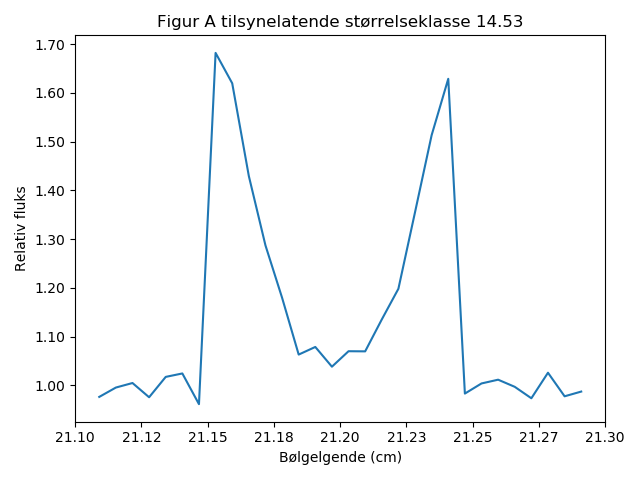 Figur A tilsynelatende størrelseklasse 14.53
1.70
1.60
1.50
1.40
1.30
1.20
1.10
1.00
Relativ fluks
21.10 21.12 21.15 21.18 21.20 21.23 21.25 21.27 21.30
Bølgelgende (cm)